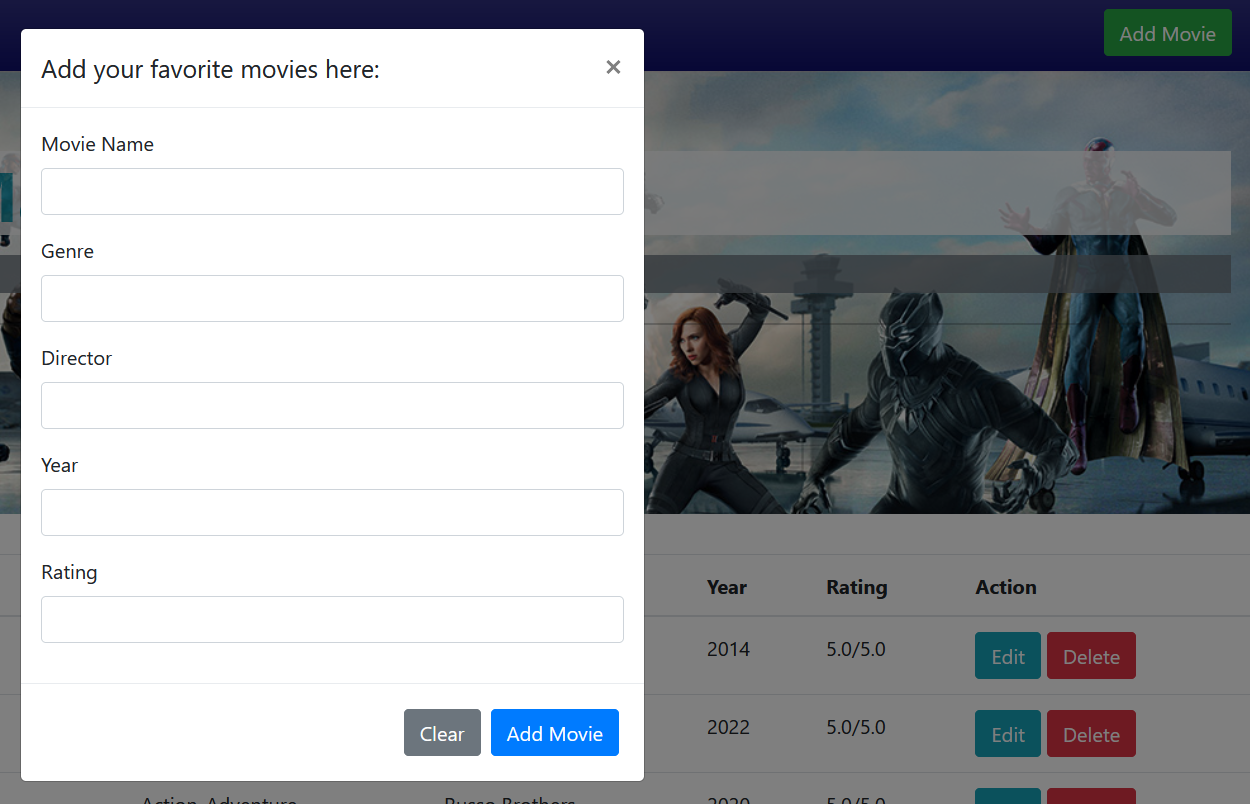 Add Movie
Add your favorite movies here: ×
Movie Name
Genre
Director
Year
Rating
Clear Add Movie
Year Rating Action
2014 5.0/5.0 Edit Delete
2022 5.0/5.0 Edit Delete
Action, Adventure Russo Brothers 2020 5.0/5.0